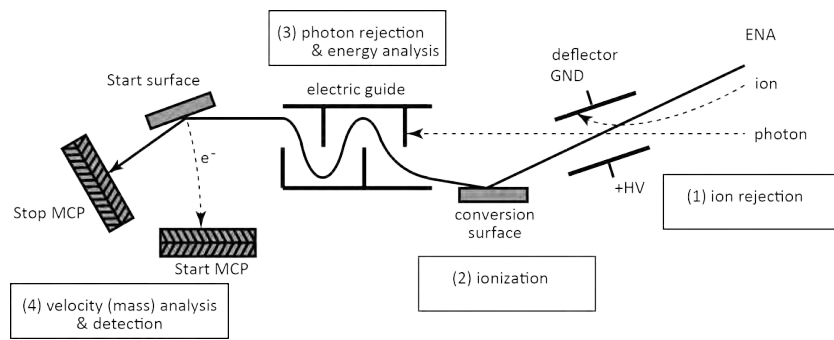 (3) photon rejection
& energy analysis
ENA
deflector
GND
ion
Start surface
electric guide
photon
e-
+HV
(1) ion rejection
Stop MCP
conversion
surface
Start MCP
(2) ionization
(4) velocity (mass) analysis
& detection